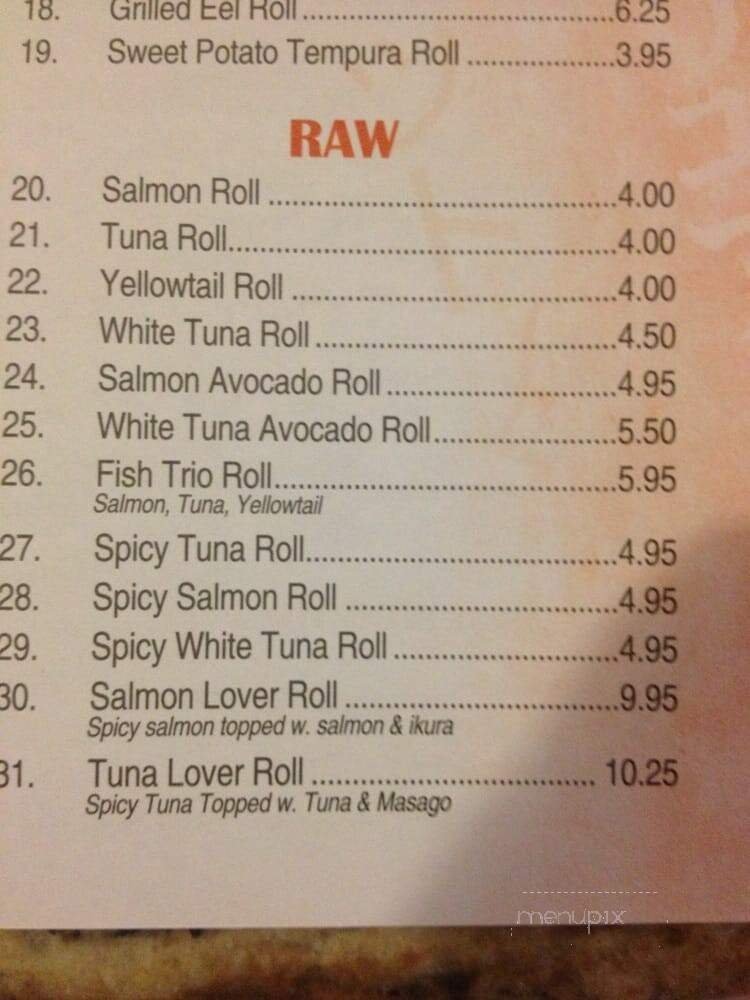 18. Grilled Eel Roll..........................................6.25
19. Sweet Potato Tempura Roll ..................3.95
RAW
20. Salmon Roll ..........................................4.00
21. Tuna Roll...............................................4.00
22. Yellowtail Roll .......................................4.00
23. White Tuna Roll ....................................4.50
24. Salmon Avocado Roll ............................4.95
25. White Tuna Avocado Roll......................5.50
26. Fish Trio Roll.........................................5.95
Salmon, Tuna, Yellowtail
27. Spicy Tuna Roll.....................................4.95
28. Spicy Salmon Roll .................................4.95
29. Spicy White Tuna Roll ...........................4.95
30. Salmon Lover Roll .................................9.95
Spicy salmon topped w. salmon & ikura
31. Tuna Lover Roll .................................. 10.25
Spicy Tuna Topped w. Tuna & Masago
menupix